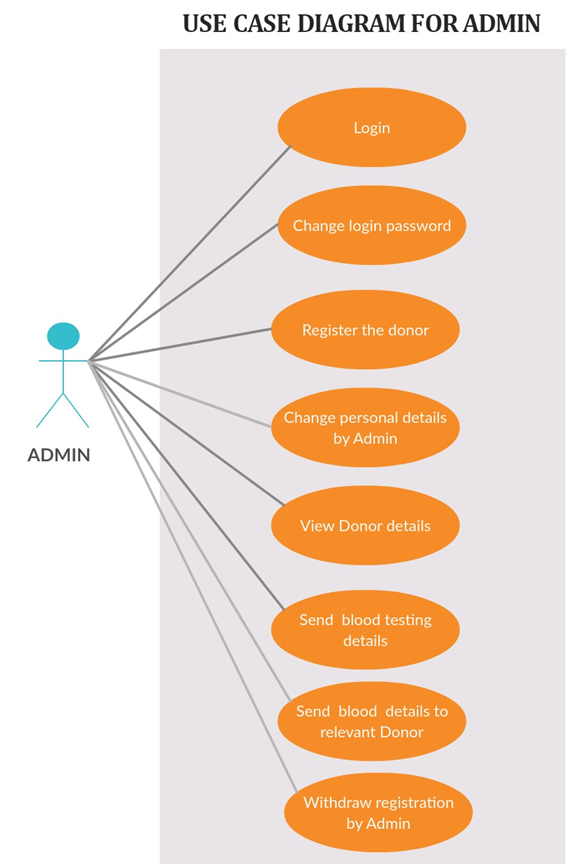 USE CASE DIAGRAM FOR ADMIN
Login
Change login password
Register the donor
Change personal details
by Admin
ADMIN
View Donor details
Send blood testing
details
Send blood details to
relevant Donor
Withdraw registration
by Admin